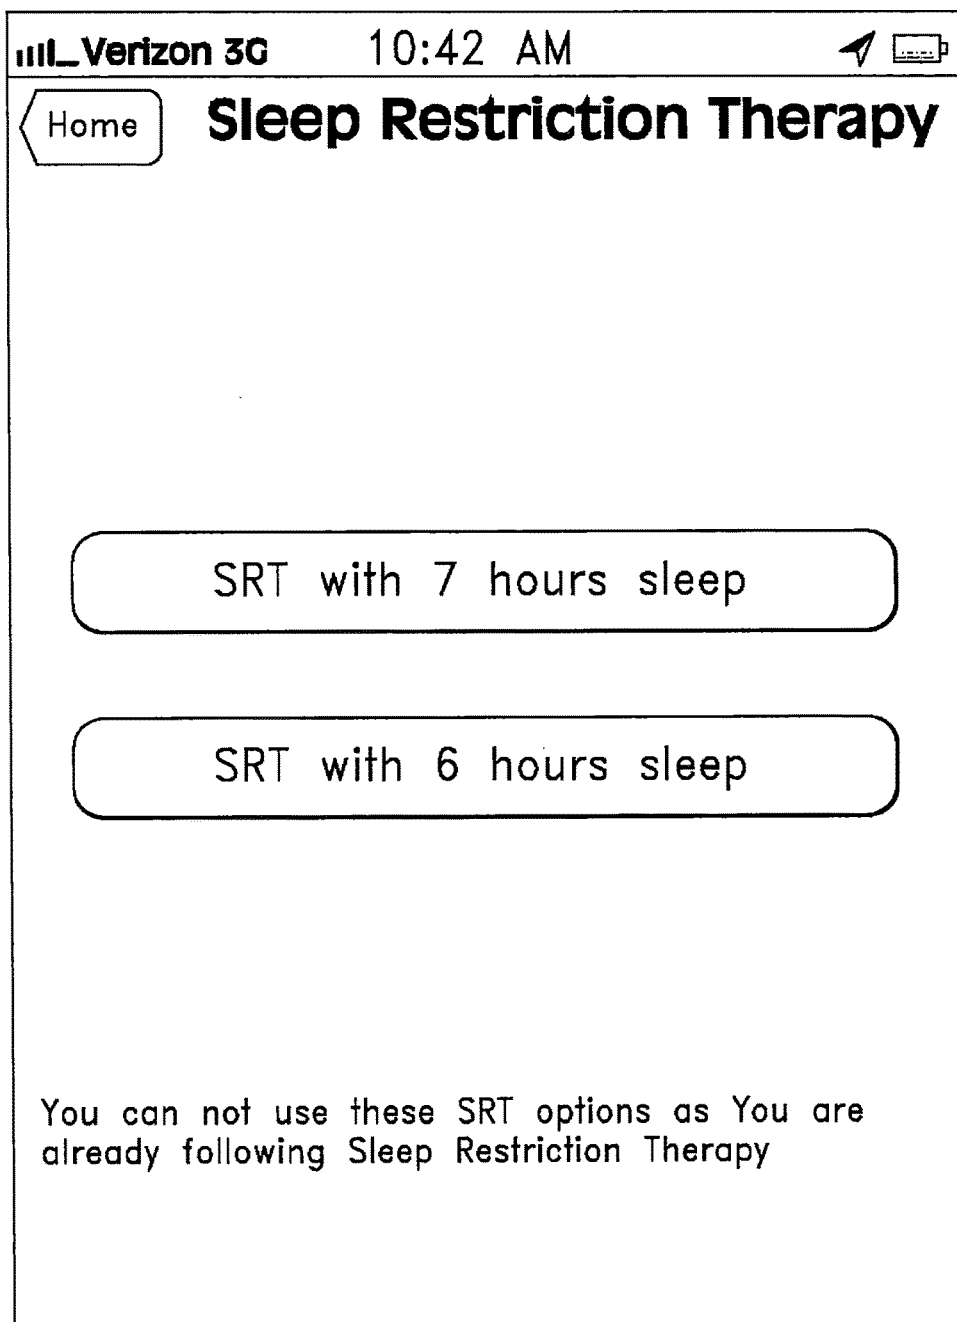 Verizon 3G 10:42 AM
Home Sleep Restriction Therapy
SRT with 7 hours sleep
SRT with 6 hours sleep
You can not use these SRT options as You are
already following Sleep Restriction Therapy